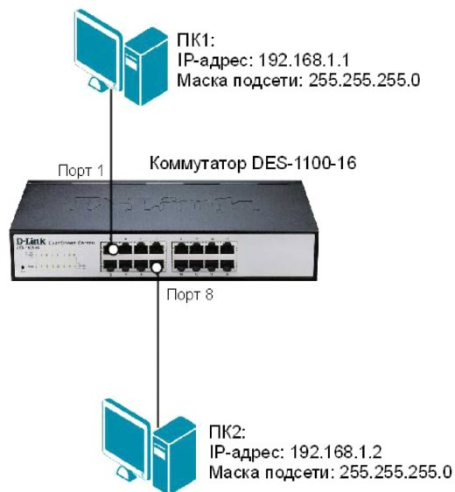 ПК1:
IP-адрес: 192.168.1.1
Маска подсети: 255.255.255.0
Порт 1
Коммутатор DES-1100-16
D-Link
Порт 8
ПК2:
IP-адрес: 192.168.1.2
Маска подсети: 255.255.255.0